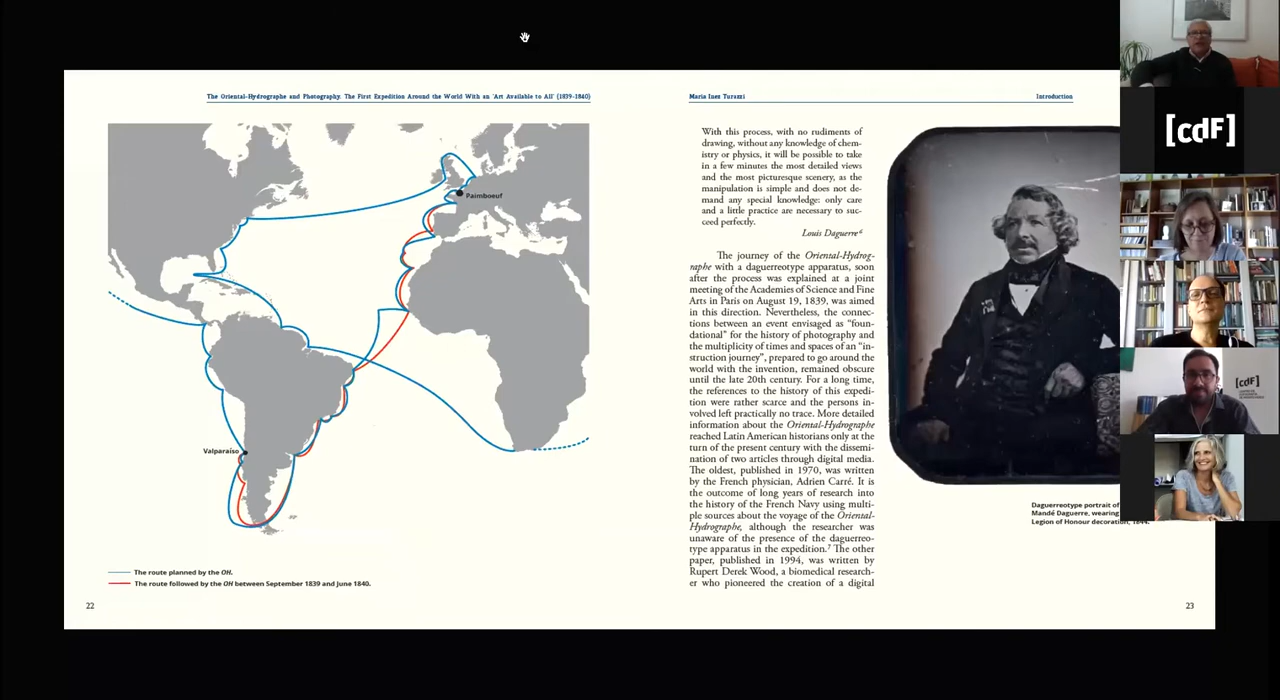 The Oriental-Hydrographe and Photography. The First Expedition Around the World With an 'Art Available to All' (1839-1840)
Paimboeuf
Valparaíso
The route planned by the OH.
The route followed by the OH between September 1839 and June 1840.
22
Maria Inez Turazzi
Introduction
With this process, with no rudiments of
drawing, without any knowledge of chem-
istry or physics, it will be possible to take
in a few minutes the most detailed views
and the most picturesque scenery, as the
manipulation is simple and does not de-
mand any special knowledge: only care
and a little practice are necessary to suc-
ceed perfectly.
Louis Daguerre⁶
The journey of the Oriental-Hydrog-
raphe with a daguerreotype apparatus, soon
after the process was explained at a joint
meeting of the Academies of Science and Fine
Arts in Paris on August 19, 1839, was aimed
in this direction. Nevertheless, the connec-
tions between an event envisaged as “foun-
dational” for the history of photography and
the multiplicity of times and spaces of an “in-
struction journey”, prepared to go around the
world with the invention, remained obscure
until the late 20th century. For a long time,
the references to the history of this expedi-
tion were rather scarce and the persons in-
volved left practically no trace. More detailed
information about the Oriental-Hydrographe
reached Latin American historians only at the
turn of the present century with the dissemi-
nation of two articles through digital media.
The oldest, published in 1970, was written
by the French physician, Adrien Carré. It is
the outcome of long years of research into
the history of the French Navy using multi-
ple sources about the voyage of the Oriental-
Hydrographe, although the researcher was
unaware of the presence of the daguerreo-
type apparatus in the expedition.⁷ The other
paper, published in 1994, was written by
Rupert Derek Wood, a biomedical research-
er who pioneered the creation of a digital
Daguerreotype portrait of
Mandé Daguerre, wearing
Legion of Honour decoration, 1844.
23
[cdF]
[cdF]